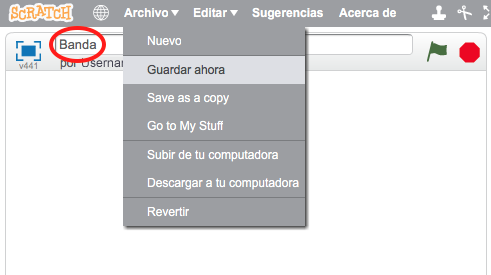 SCRATCH Archivo Editar Sugerencias Acerca de
Banda
v441 por Usernam
Nuevo
Guardar ahora
Save as a copy
Go to My Stuff
Subir de tu computadora
Descargar a tu computadora
Revertir